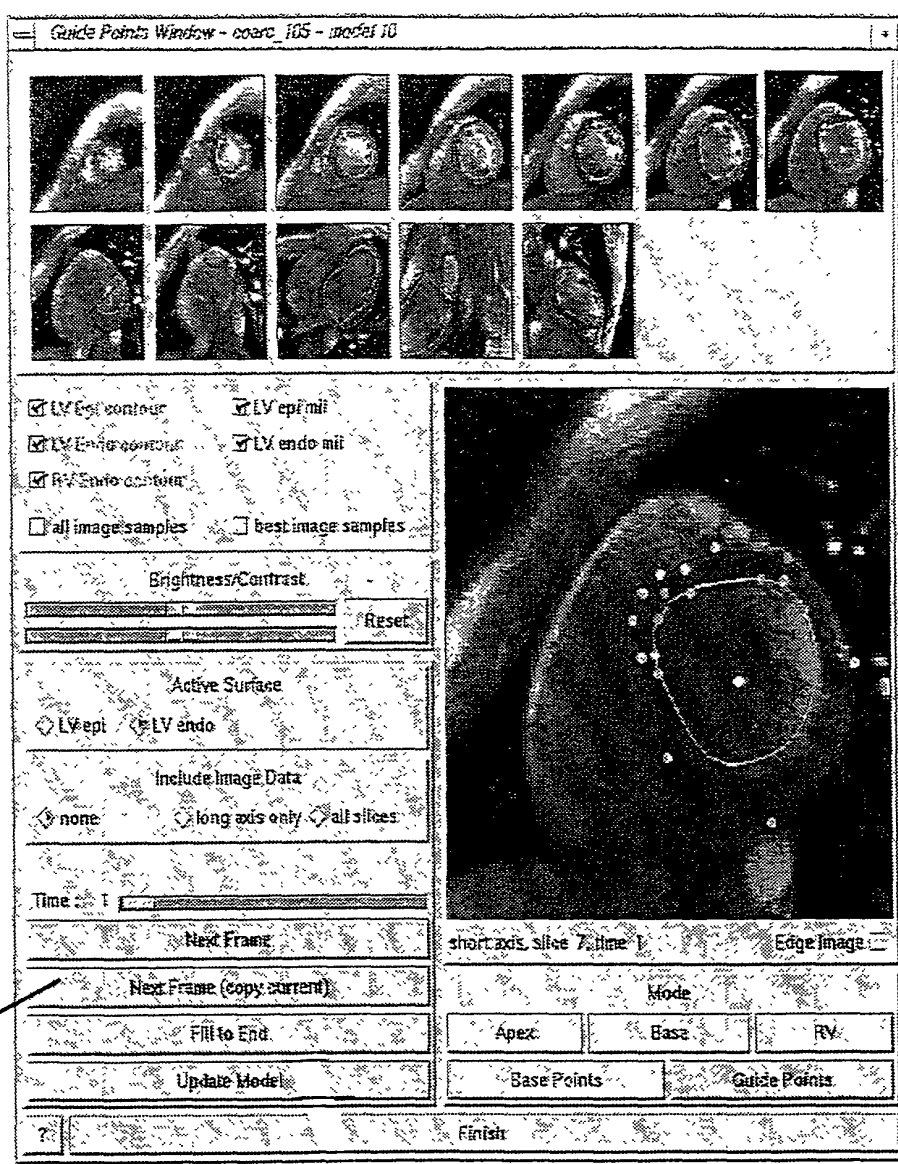 Guide Points Window - coarc_105 - model 10
LV Epi contour
LV epi mit
LV Endo contour
LV endo mit
RV Endo contour
all image samples
best image samples
Brightness/Contrast
Reset
Active Surface
LV epi
LV endo
Include Image Data
none
long axis only
all slices
Time : 1
Next Frame
short axis, slice 7, time 1
Edge Image
Next Frame (copy current)
Mode
Fill to End
Apex
Base
RV
Update Model
Base Points
Guide Points
?
Finish